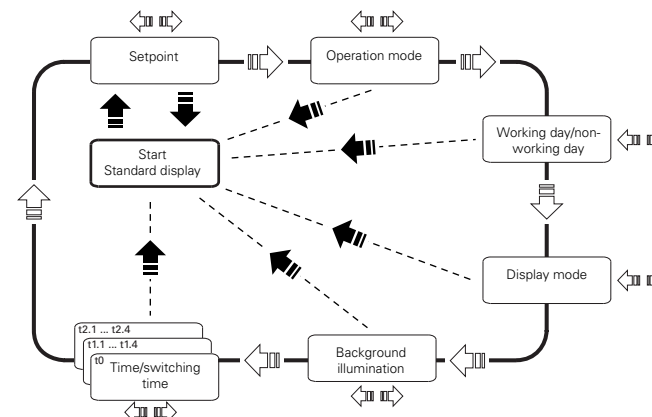 Setpoint
Operation mode
Working day/non-
working day
Start
Standard display
Display mode
t2.1 ... t2.4
t1.1 ... t1.4
t0
Time/switching
time
Background
illumination